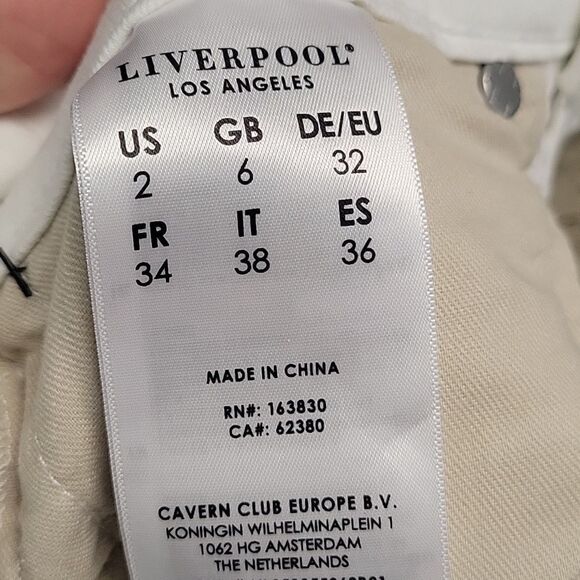 LIVERPOOL®
LOS ANGELES
US GB DE/EU
2 6 32
FR IT ES
34 38 36
MADE IN CHINA
RN#: 163830
CA#: 62380
CAVERN CLUB EUROPE B.V.
KONINGIN WILHELMINAPLEIN 1
1062 HG AMSTERDAM
THE NETHERLANDS